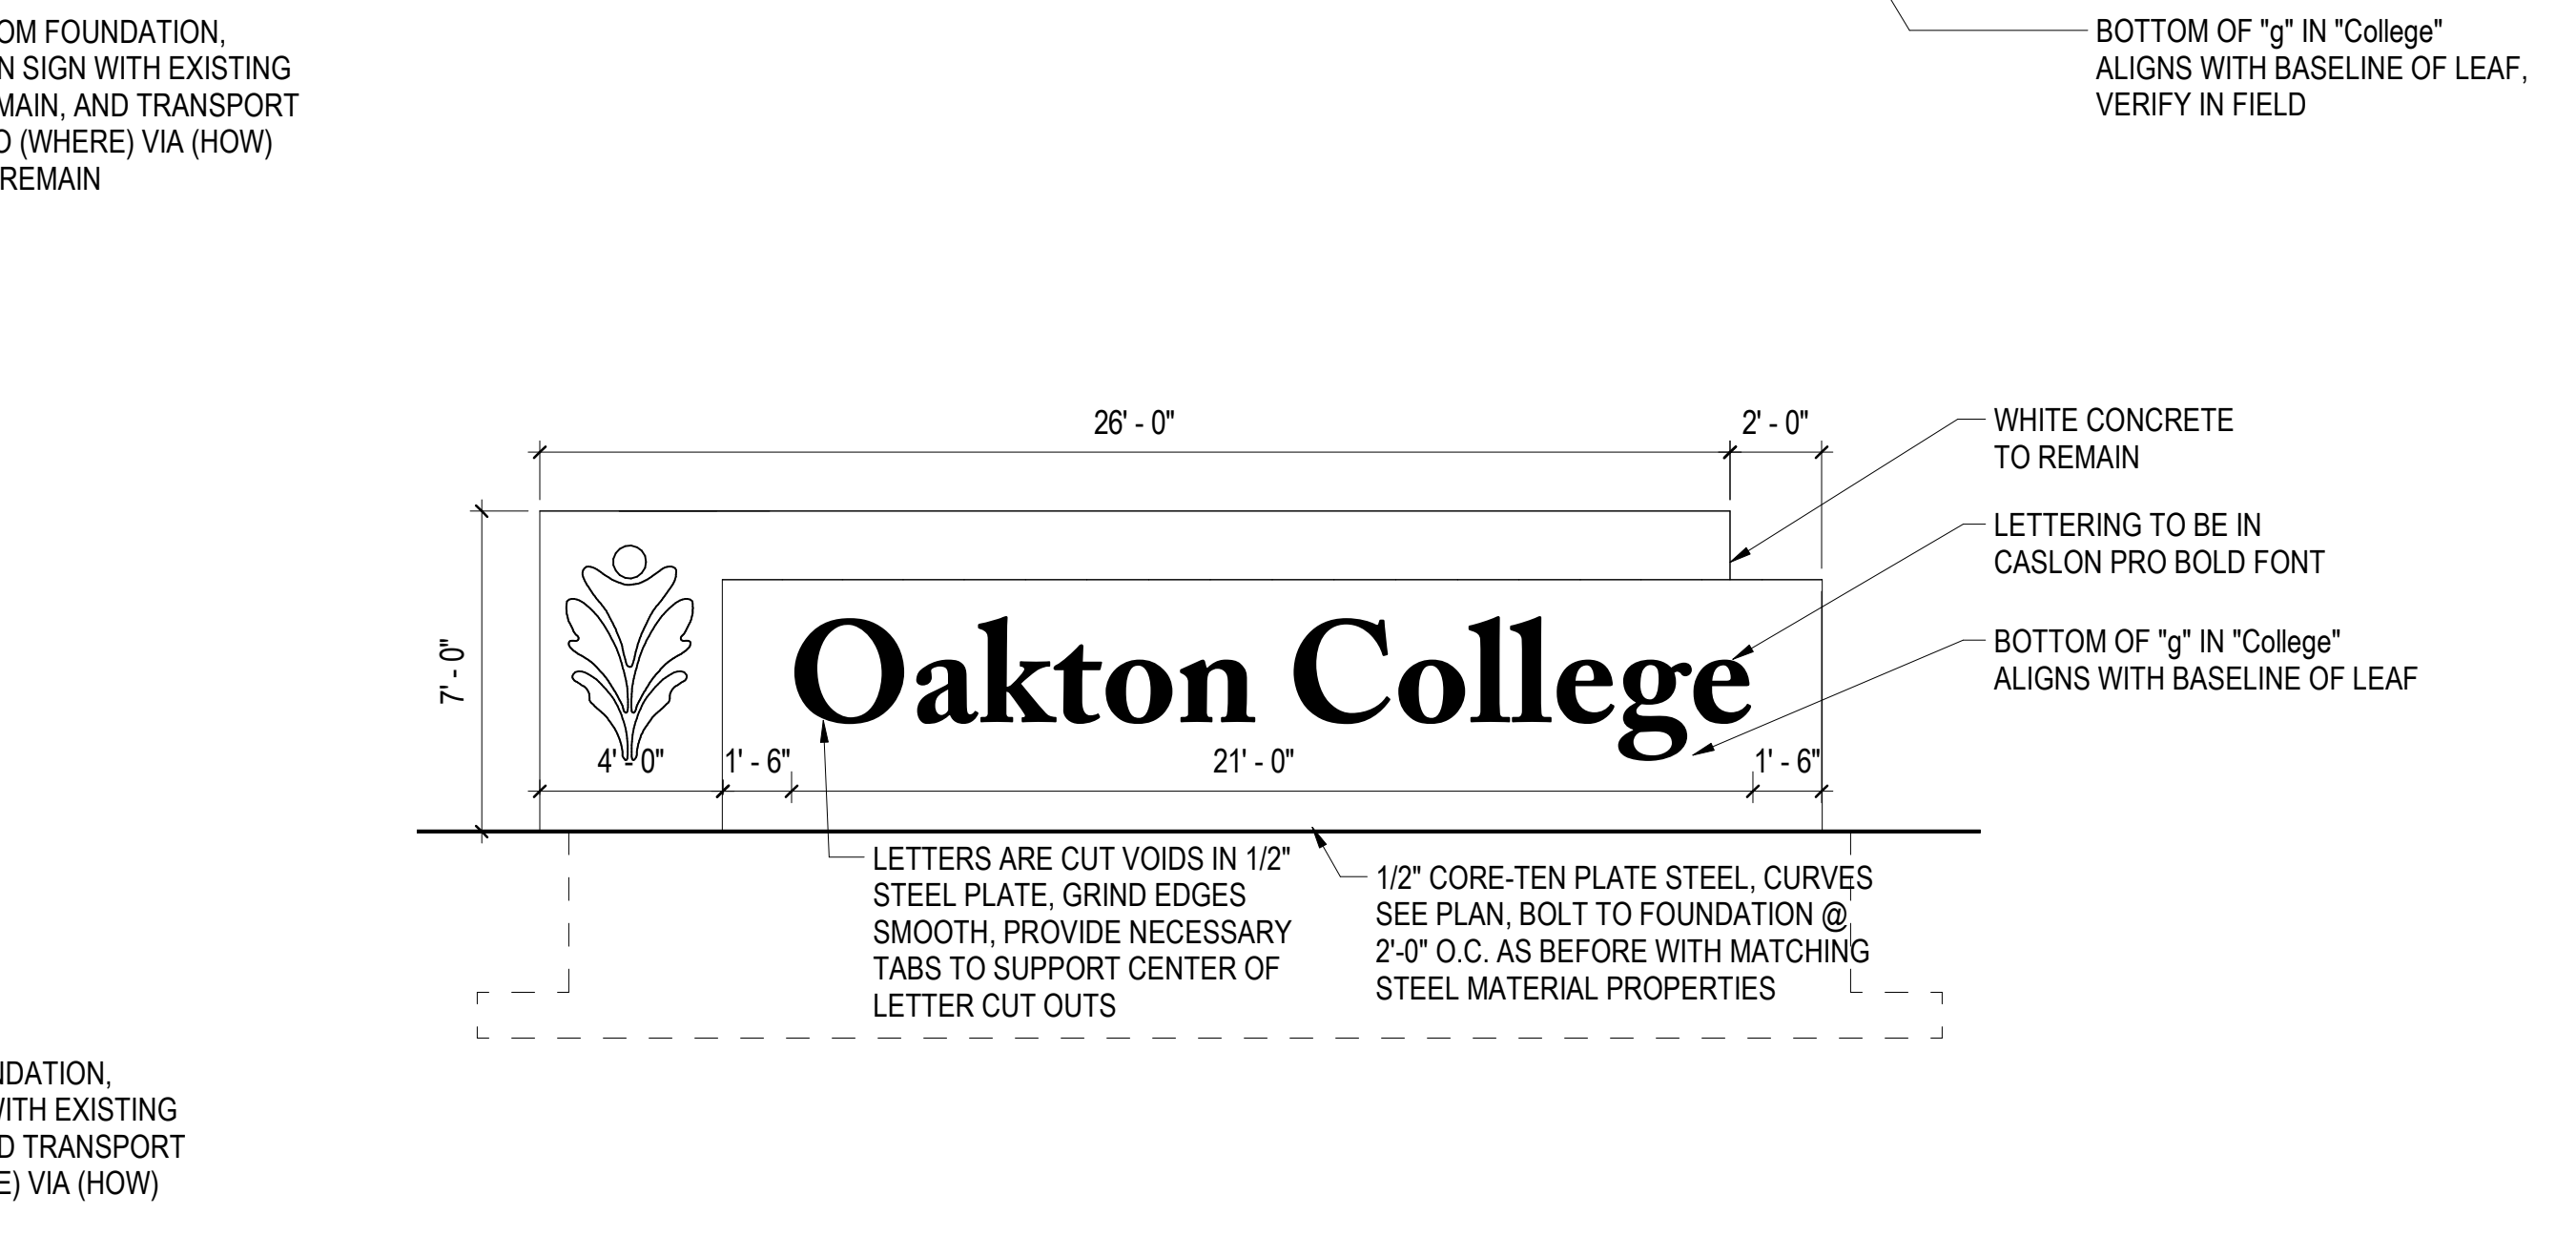 OM FOUNDATION,
N SIGN WITH EXISTING
MAIN, AND TRANSPORT
O (WHERE) VIA (HOW)
REMAIN
BOTTOM OF "g" IN "College"
ALIGNS WITH BASELINE OF LEAF,
VERIFY IN FIELD
26' - 0"
2' - 0"
WHITE CONCRETE
TO REMAIN
LETTERING TO BE IN
CASLON PRO BOLD FONT
7' - 0"
Oakton College
BOTTOM OF "g" IN "College"
ALIGNS WITH BASELINE OF LEAF
4' - 0"
1' - 6"
21' - 0"
1' - 6"
LETTERS ARE CUT VOIDS IN 1/2"
STEEL PLATE, GRIND EDGES
SMOOTH, PROVIDE NECESSARY
TABS TO SUPPORT CENTER OF
LETTER CUT OUTS
1/2" CORE-TEN PLATE STEEL, CURVES
SEE PLAN, BOLT TO FOUNDATION @
2'-0" O.C. AS BEFORE WITH MATCHING
STEEL MATERIAL PROPERTIES
NDATION,
WITH EXISTING
D TRANSPORT
E) VIA (HOW)